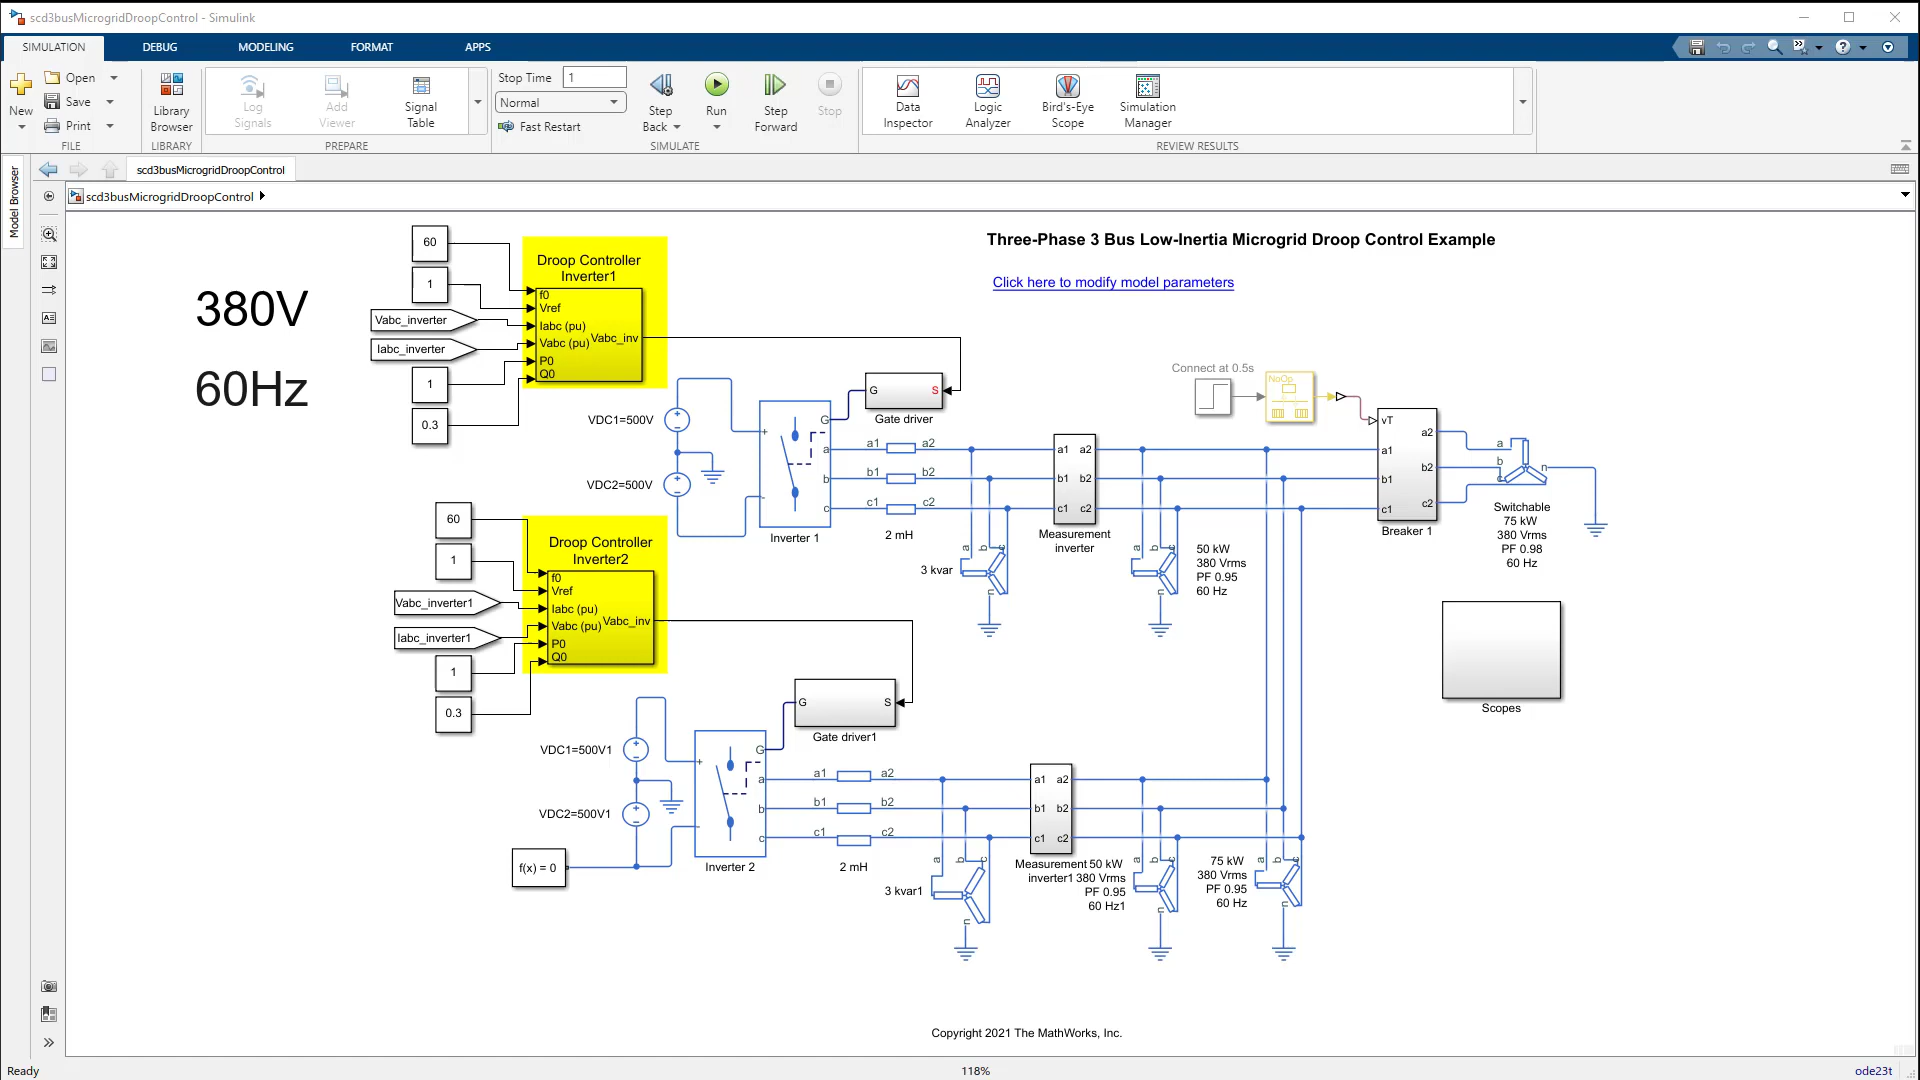 scd3busMicrogridDroopControl - Simulink
SIMULATION
DEBUG
MODELING
FORMAT
APPS
New
Open
Save
Print
FILE
Library
Browser
LIBRARY
Log
Signals
Add
Viewer
Signal
Table
PREPARE
Stop Time
1
Normal
Fast Restart
Step
Back
Run
Step
Forward
Stop
SIMULATE
Data
Inspector
Logic
Analyzer
Bird's-Eye
Scope
Simulation
Manager
REVIEW RESULTS
Model Browser
scd3busMicrogridDroopControl
scd3busMicrogridDroopControl
Three-Phase 3 Bus Low-Inertia Microgrid Droop Control Example
Click here to modify model parameters
380V
60Hz
60
1
Vabc_inverter
Iabc_inverter
1
0.3
Droop Controller
Inverter1
f0
Vref
Iabc (pu)
Vabc (pu)
P0
Q0
Vabc_inv
VDC1=500V
VDC2=500V
+
G
a
b
c
Inverter 1
G
S
Gate driver
a1
a2
b1
b2
c1
c2
2 mH
a
b
c
n
3 kvar
a1
a2
b1
b2
c1
c2
Measurement
inverter
a
b
c
n
50 kW
380 Vrms
PF 0.95
60 Hz
Connect at 0.5s
NoOp
vT
a1
b1
c1
a2
b2
c2
Breaker 1
a
b
c
n
Switchable
75 kW
380 Vrms
PF 0.98
60 Hz
Scopes
60
1
Vabc_inverter1
Iabc_inverter1
1
0.3
Droop Controller
Inverter2
f0
Vref
Iabc (pu)
Vabc (pu)
P0
Q0
Vabc_inv
VDC1=500V1
VDC2=500V1
f(x) = 0
+
G
a
b
c
Inverter 2
G
S
Gate driver1
a1
a2
b1
b2
c1
c2
2 mH
a
b
c
n
3 kvar1
a1
a2
b1
b2
c1
c2
Measurement
inverter1
a
b
c
n
50 kW
380 Vrms
PF 0.95
60 Hz1
a
b
c
n
75 kW
380 Vrms
PF 0.95
60 Hz
Copyright 2021 The MathWorks, Inc.
Ready
118%
ode23t